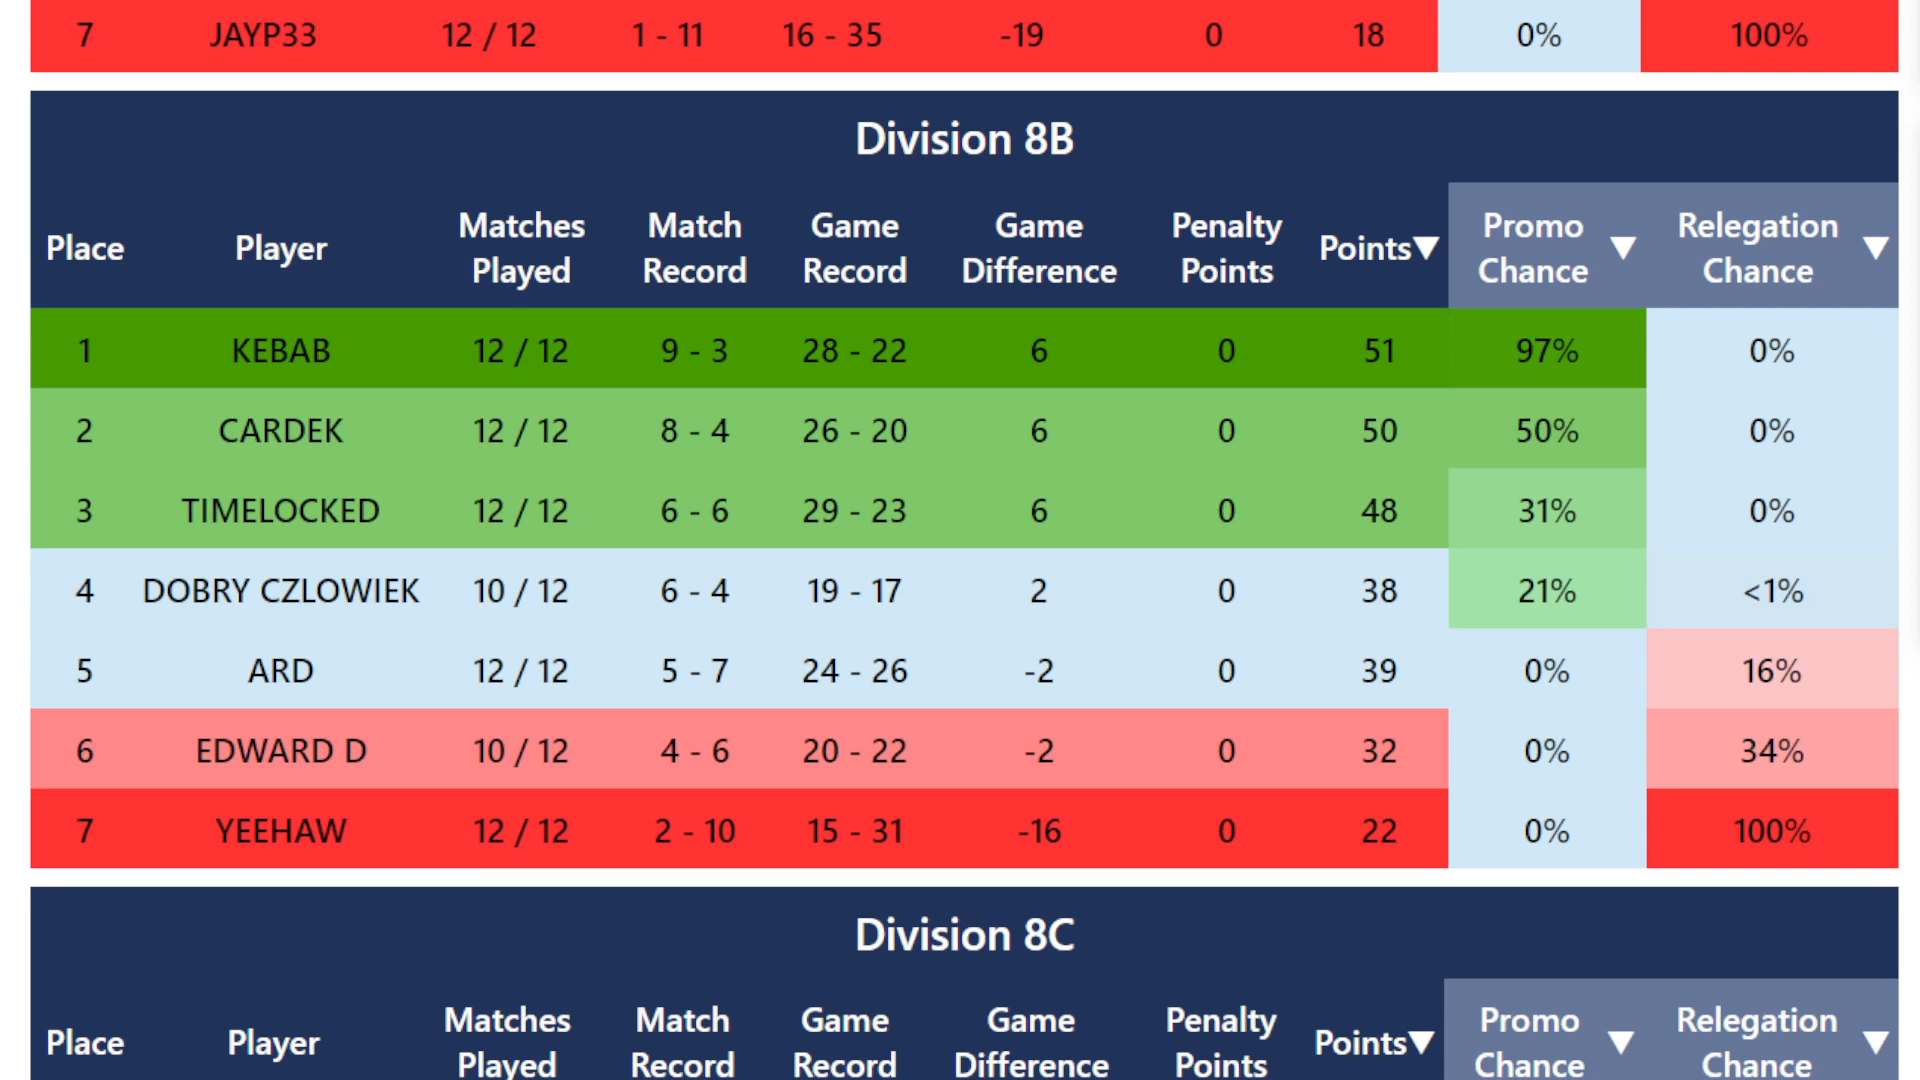 7 JAYP33 12 / 12 1 - 11 16 - 35 -19 0 18 0% 100%
Division 8B
Place Player Matches Played Match Record Game Record Game Difference Penalty Points Points▼ Promo Chance ▼ Relegation Chance ▼
1 KEBAB 12 / 12 9 - 3 28 - 22 6 0 51 97% 0%
2 CARDEK 12 / 12 8 - 4 26 - 20 6 0 50 50% 0%
3 TIMELOCKED 12 / 12 6 - 6 29 - 23 6 0 48 31% 0%
4 DOBRY CZLOWIEK 10 / 12 6 - 4 19 - 17 2 0 38 21% <1%
5 ARD 12 / 12 5 - 7 24 - 26 -2 0 39 0% 16%
6 EDWARD D 10 / 12 4 - 6 20 - 22 -2 0 32 0% 34%
7 YEEHAW 12 / 12 2 - 10 15 - 31 -16 0 22 0% 100%
Division 8C
Place Player Matches Played Match Record Game Record Game Difference Penalty Points Points▼ Promo Chance ▼ Relegation Chance ▼